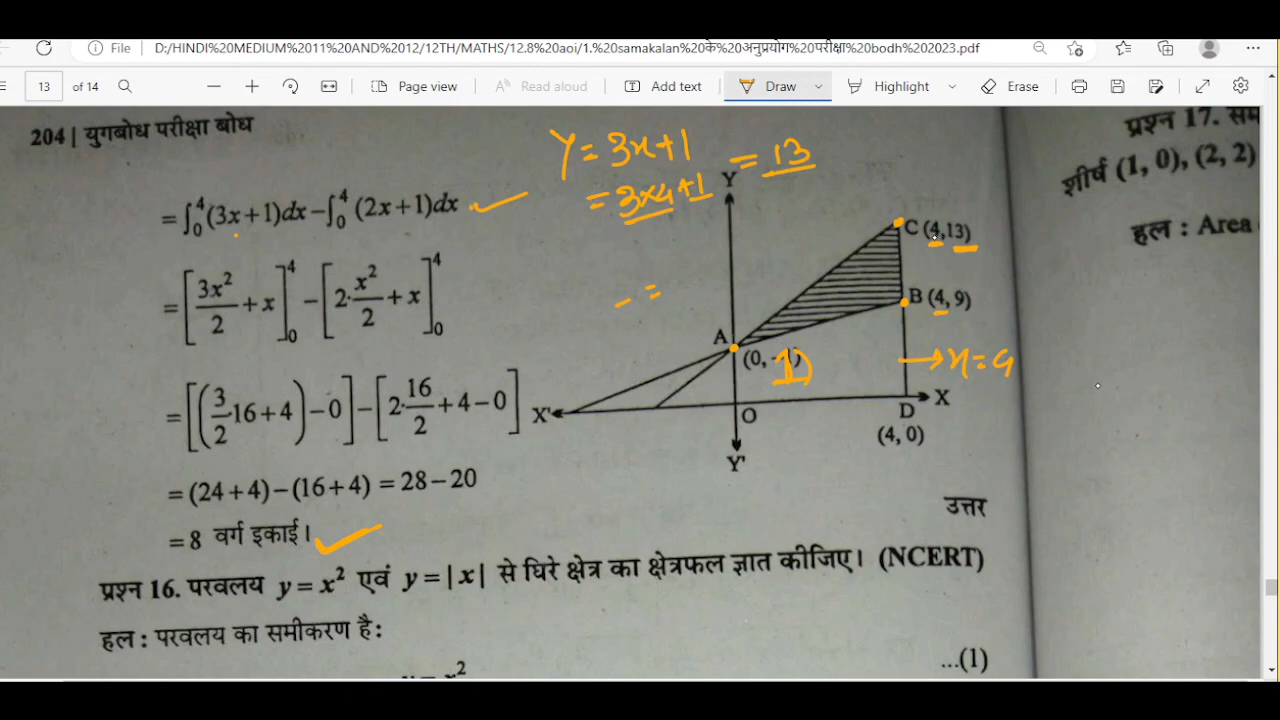 File D:/HINDI%20MEDIUM%2011%20AND%2012/12TH/MATHS/12.8%20aoi/1.%20samakalan%20के%20अनुप्रयोग%20परीक्षा%20bodh%202023.pdf
13 of 14 Page view Read aloud Add text Draw Highlight Erase
204 | युगबोध परीक्षा बोध
Y = 3x+1
= 3x4+1 = 13
= ∫₀⁴ (3x+1)dx − ∫₀⁴ (2x+1)dx
= [3x²/2 + x]₀⁴ − [2·x²/2 + x]₀⁴
= [(3/2·16+4)−0] − [2·16/2+4−0]
= (24+4)−(16+4) = 28−20
= 8 वर्ग इकाई।
Y
C (4,13)
B (4, 9)
A
(0, 1)
x=4
X' O D X
(4, 0)
Y'
उत्तर
प्रश्न 16. परवलय y = x² एवं y = |x| से घिरे क्षेत्र का क्षेत्रफल ज्ञात कीजिए। (NCERT)
हल : परवलय का समीकरण है:
...(1)
प्रश्न 17.
शीर्ष (1, 0), (2, 2)
हल : Area